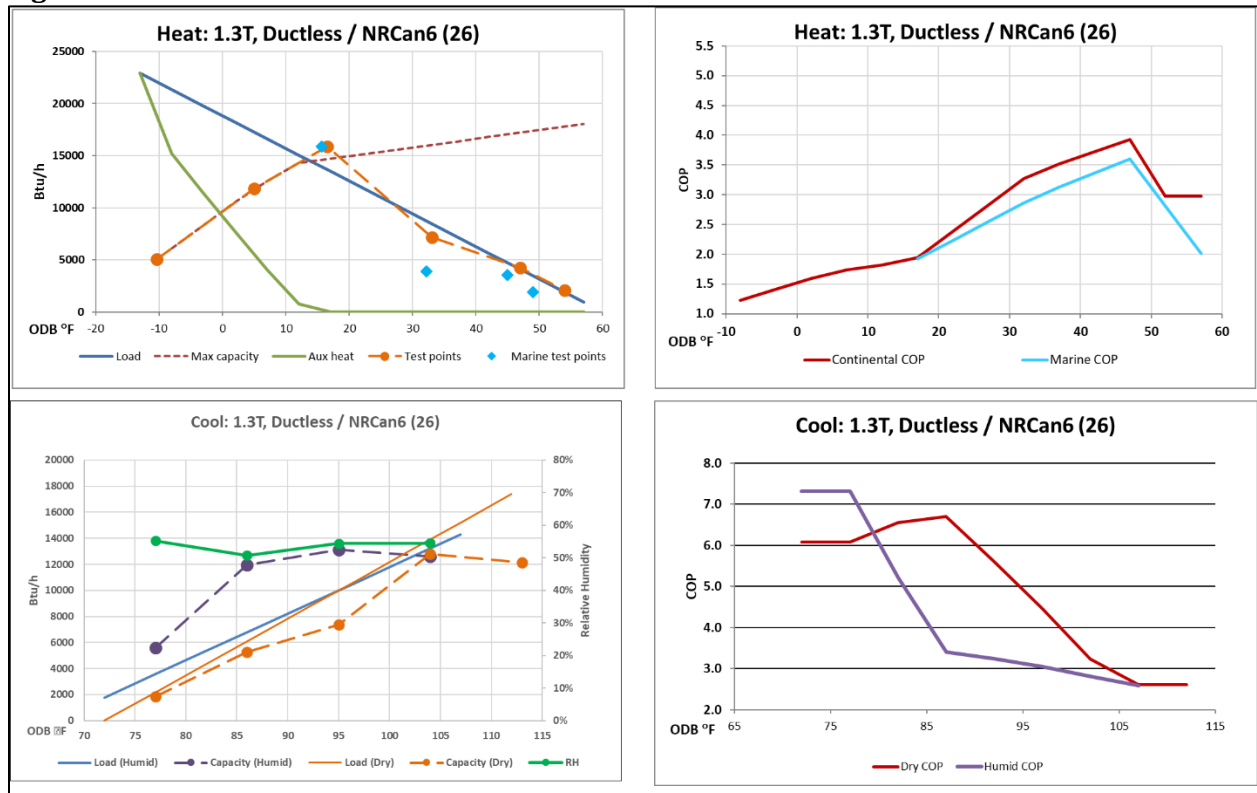 Heat: 1.3T, Ductless / NRCan6 (26)
25000
20000
15000
10000
5000
0
Btu/h
-20 -10 0 10 20 30 40 50 60
ODB ⁰F
Load Max capacity Aux heat Test points Marine test points
Heat: 1.3T, Ductless / NRCan6 (26)
5.5
5.0
4.5
4.0
3.5
3.0
2.5
2.0
1.5
1.0
COP
-10 0 10 20 30 40 50 60
ODB ⁰F
Continental COP Marine COP
Cool: 1.3T, Ductless / NRCan6 (26)
20000 80%
18000 70%
16000 60%
14000 50%
12000 40%
10000 30%
8000 20%
6000 10%
4000 0%
2000
0
Btu/h
Relative Humidity
70 75 80 85 90 95 100 105 110 115
ODB F
Load (Humid) Capacity (Humid) Load (Dry) Capacity (Dry) RH
Cool: 1.3T, Ductless / NRCan6 (26)
8.0
7.0
6.0
5.0
4.0
3.0
2.0
COP
65 75 85 95 105 115
ODB ⁰F
Dry COP Humid COP